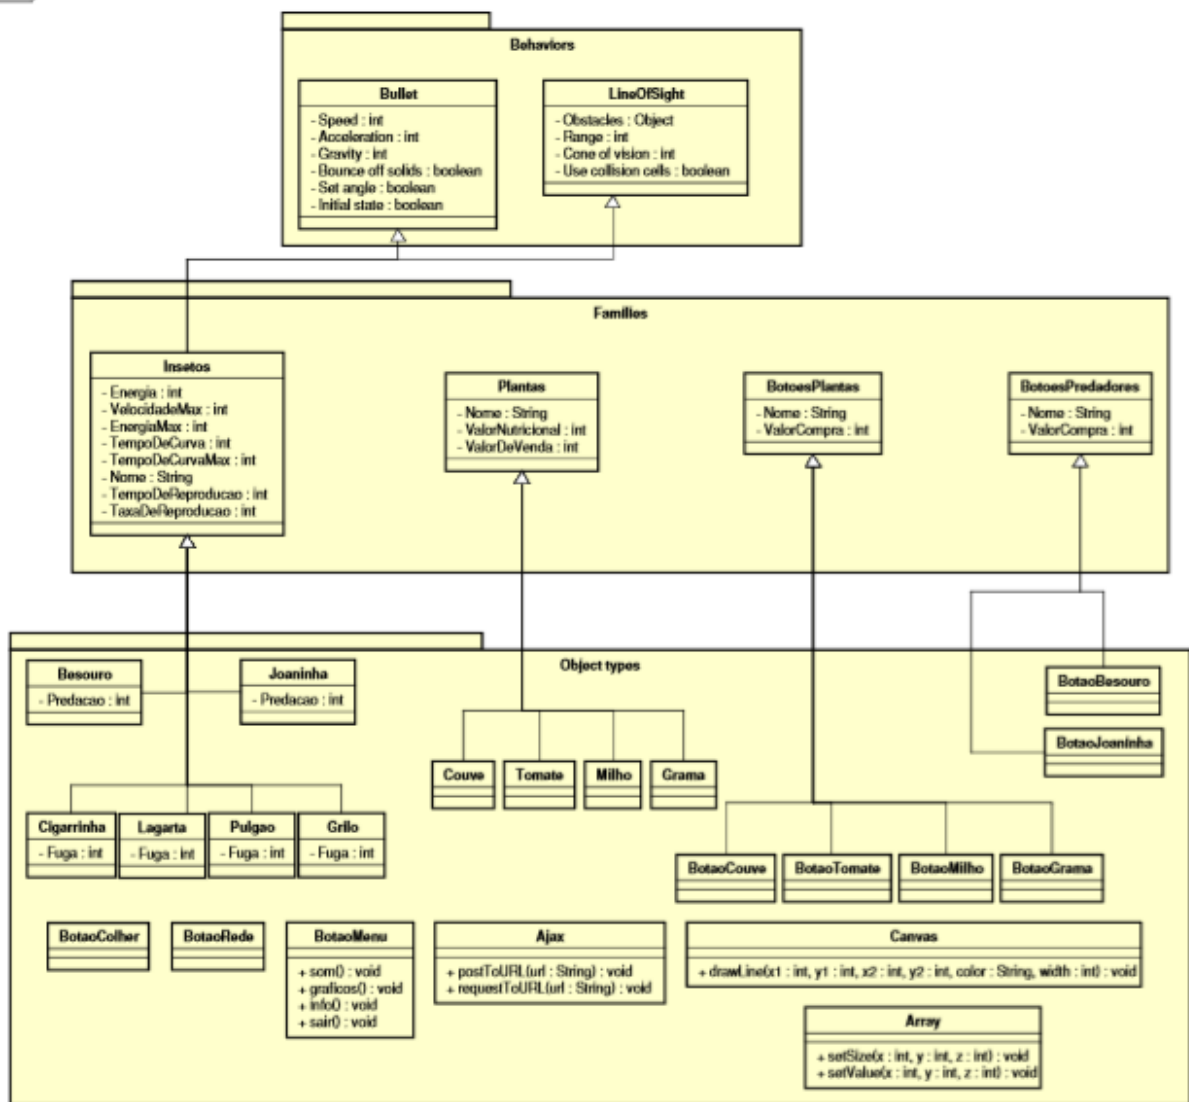 Behaviors
Bullet
- Speed : int
- Acceleration : int
- Gravity : int
- Bounce off solids : boolean
- Set angle : boolean
- Initial state : boolean
LineOfSight
- Obstacles : Object
- Range : int
- Cone of vision : int
- Use collision cells : boolean
Families
Insetos
- Energia : int
- VelocidadeMax : int
- EnergiaMax : int
- TempoDeCurva : int
- TempoDeCurvaMax : int
- Nome : String
- TempoDeReproducao : int
- TaxaDeReproducao : int
Plantas
- Nome : String
- ValorNutricional : int
- ValorDeVenda : int
BotoesPlantas
- Nome : String
- ValorCompra : int
BotoesPredadores
- Nome : String
- ValorCompra : int
Object types
Besouro
- Predacao : int
Joaninha
- Predacao : int
BotaoBesouro
BotaoJoaninha
Couve
Tomate
Milho
Grama
Cigarrinha
- Fuga : int
Lagarta
- Fuga : int
Pulgao
- Fuga : int
Grilo
- Fuga : int
BotaoCouve
BotaoTomate
BotaoMilho
BotaoGrama
BotaoColher
BotaoRede
BotaoMenu
+ som() : void
+ graficos() : void
+ info() : void
+ sair() : void
Ajax
+ postToURL(url : String) : void
+ requestToURL(url : String) : void
Canvas
+ drawLine(x1 : int, y1 : int, x2 : int, y2 : int, color : String, width : int) : void
Array
+ setSize(x : int, y : int, z : int) : void
+ setValue(x : int, y : int, z : int) : void